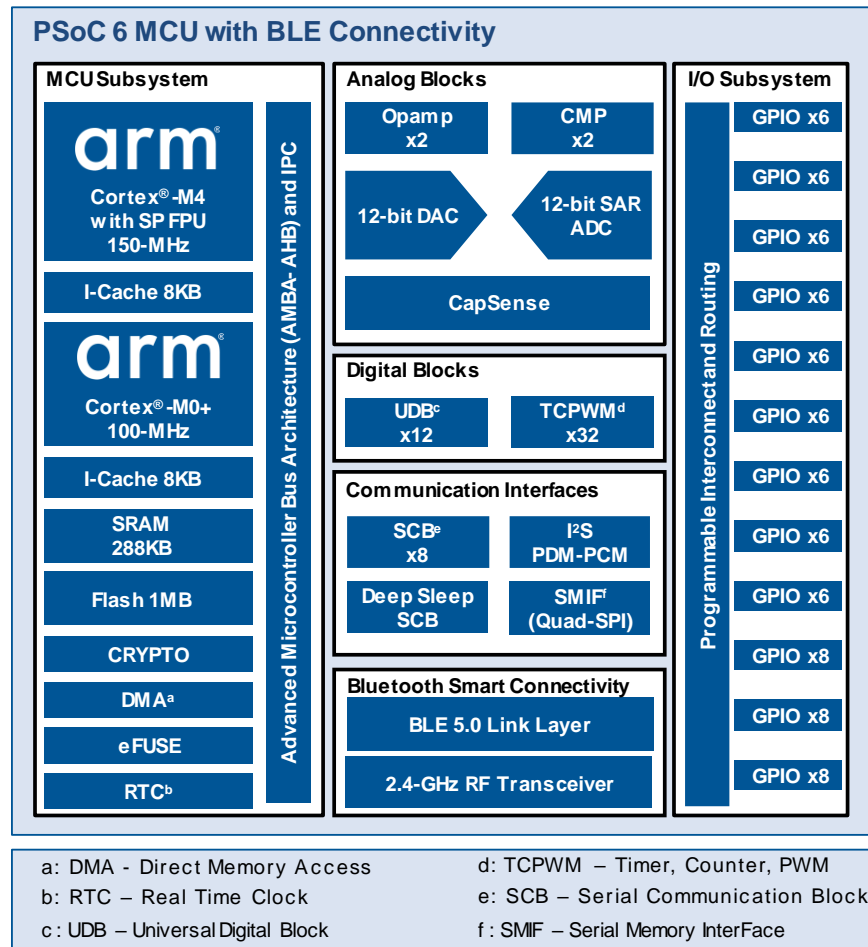 PSoC 6 MCU with BLE Connectivity
MCU Subsystem
arm®
Cortex®-M4
with SP FPU
150-MHz
I-Cache 8KB
arm®
Cortex®-M0+
100-MHz
I-Cache 8KB
SRAM
288KB
Flash 1MB
CRYPTO
DMAᵃ
eFUSE
RTCᵇ
Advanced Microcontroller Bus Architecture (AMBA- AHB) and IPC
Analog Blocks
Opamp
x2
CMP
x2
12-bit DAC
12-bit SAR
ADC
CapSense
Digital Blocks
UDBᶜ
x12
TCPWMᵈ
x32
Communication Interfaces
SCBᵉ
x8
I²S
PDM-PCM
Deep Sleep
SCB
SMIFᶠ
(Quad-SPI)
Bluetooth Smart Connectivity
BLE 5.0 Link Layer
2.4-GHz RF Transceiver
I/O Subsystem
Programmable Interconnect and Routing
GPIO x6
GPIO x6
GPIO x6
GPIO x6
GPIO x6
GPIO x6
GPIO x6
GPIO x6
GPIO x6
GPIO x8
GPIO x8
GPIO x8
a: DMA - Direct Memory Access
b: RTC – Real Time Clock
c : UDB – Universal Digital Block
d: TCPWM – Timer, Counter, PWM
e: SCB – Serial Communication Block
f : SMIF – Serial Memory InterFace